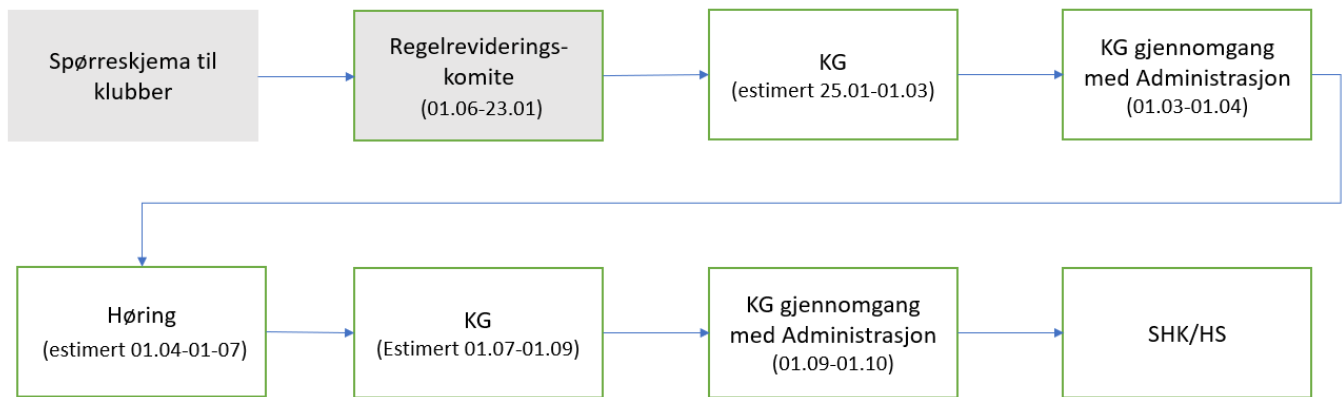 Spørreskjema til
klubber
Regelreviderings-
komite
(01.06-23.01)
KG
(estimert 25.01-01.03)
KG gjennomgang
med Administrasjon
(01.03-01.04)
Høring
(estimert 01.04-01-07)
KG
(Estimert 01.07-01.09)
KG gjennomgang
med Administrasjon
(01.09-01.10)
SHK/HS